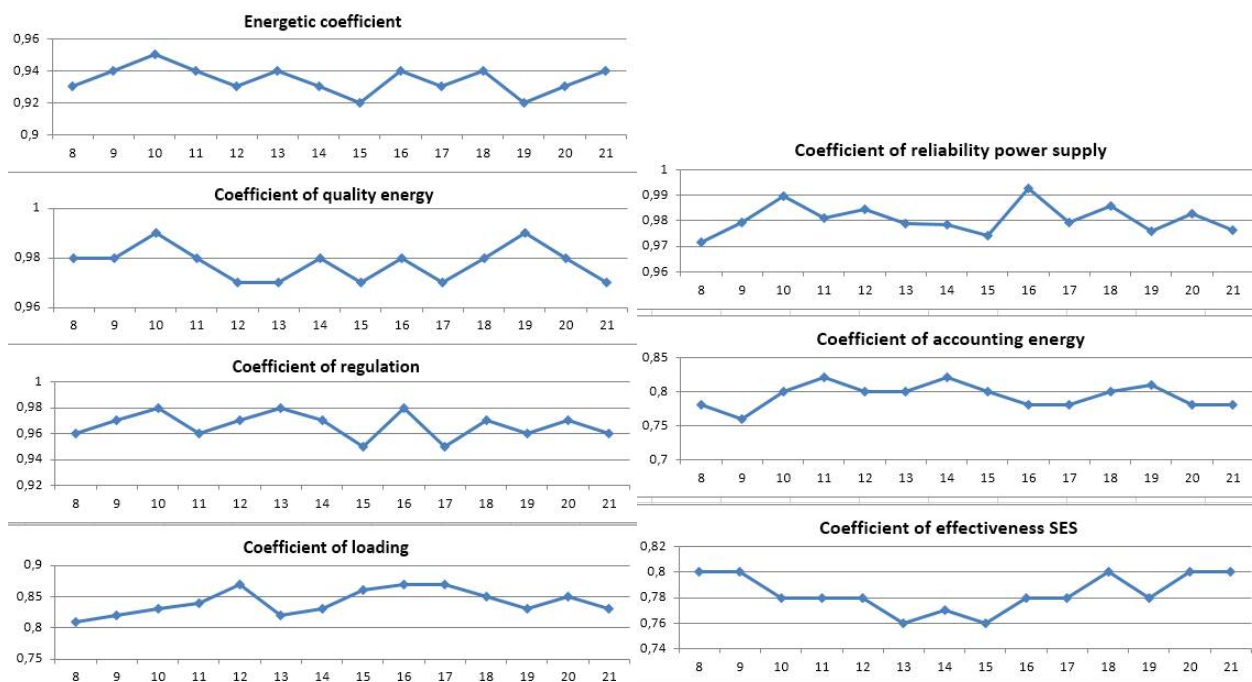 Energetic coefficient
0,96
0,94
0,92
0,9
8 9 10 11 12 13 14 15 16 17 18 19 20 21
Coefficient of quality energy
1
0,98
0,96
8 9 10 11 12 13 14 15 16 17 18 19 20 21
Coefficient of regulation
1
0,98
0,96
0,94
0,92
8 9 10 11 12 13 14 15 16 17 18 19 20 21
Coefficient of loading
0,9
0,85
0,8
0,75
8 9 10 11 12 13 14 15 16 17 18 19 20 21
Coefficient of reliability power supply
1
0,99
0,98
0,97
0,96
8 9 10 11 12 13 14 15 16 17 18 19 20 21
Coefficient of accounting energy
0,85
0,8
0,75
0,7
8 9 10 11 12 13 14 15 16 17 18 19 20 21
Coefficient of effectiveness SES
0,82
0,8
0,78
0,76
0,74
8 9 10 11 12 13 14 15 16 17 18 19 20 21